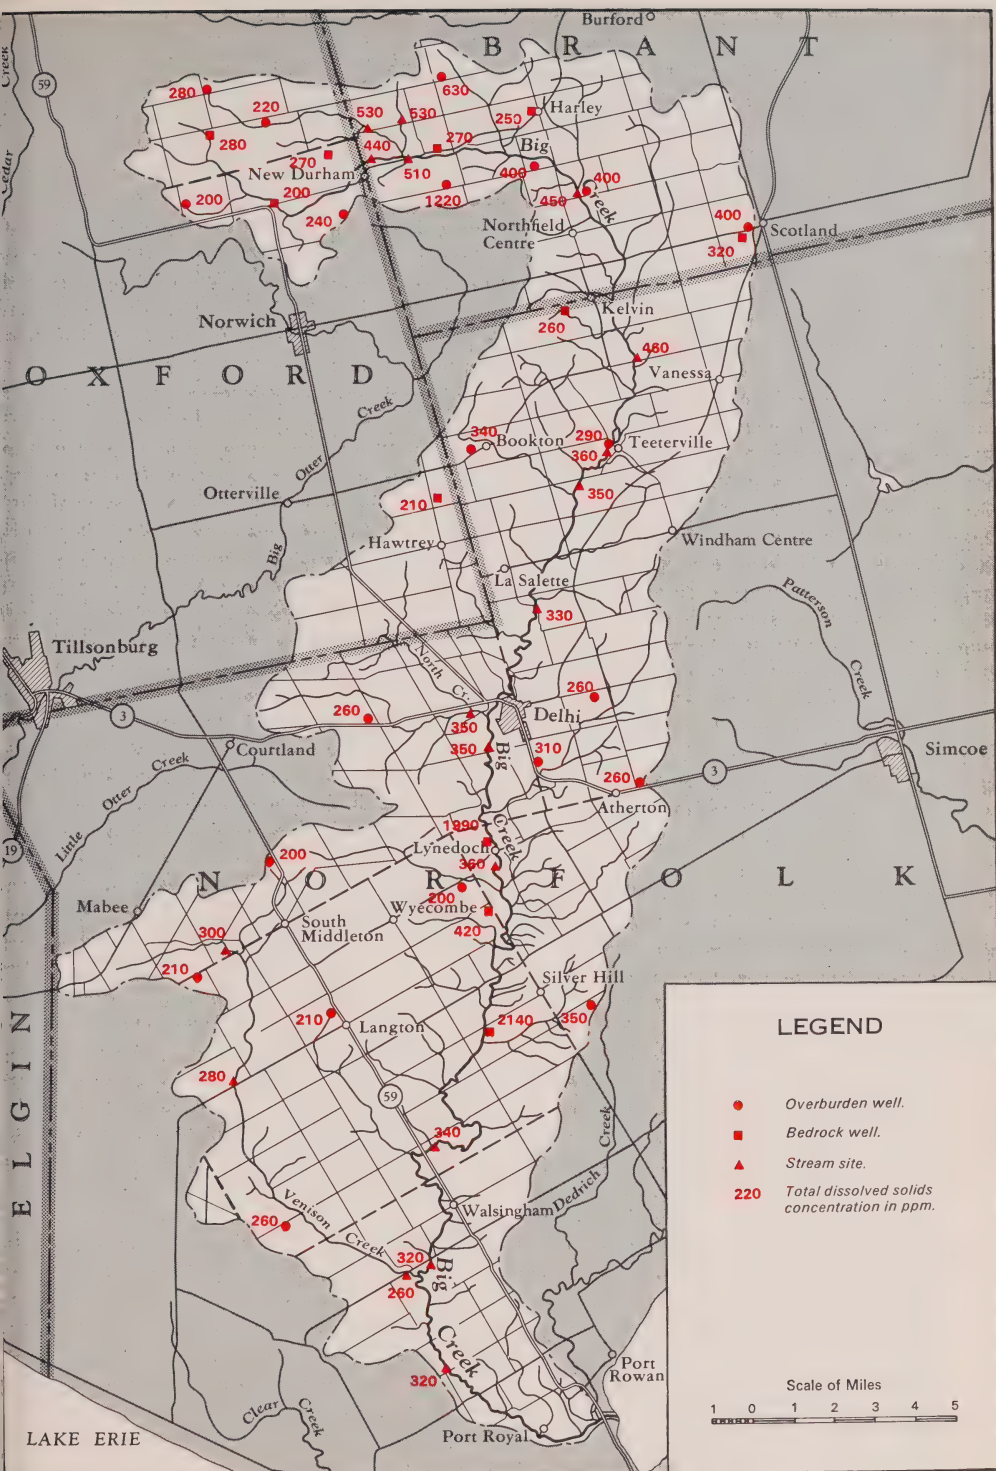 Burford
B R A N T
Creek
59
280
630
220
530
530
250
Harley
280
440
270
Big
270
New Durham
510
400
200
200
1220
450
400
Creek
240
Northfield
Centre
400
Scotland
320
Cedar
Norwich
Kelvin
260
460
Vanessa
O X F O R D
Creek
340
Bookton
290
Teeterville
360
Otter
Otterville
210
350
Hawtrey
Windham Centre
Big
La Salette
Patterson
330
Creek
Tillsonburg
North
Cr.
260
260
Delhi
3
350
350
Big
Courtland
Simcoe
310
Creek
260
3
Atherton
Otter
Little
19
1990
Creek
Lynedoch
200
360
N O R F O L K
200
Mabee
Wyecombe
South
Middleton
420
300
210
Silver Hill
210
2140
350
Langton
E L G I N
280
59
340
Creek
Dedrich
Venison
Creek
Walsingham
260
320
Big
260
Creek
320
Port
Rowan
Clear
Creek
Port Royal
LAKE ERIE
LEGEND
Overburden well.
Bedrock well.
Stream site.
220 Total dissolved solids
concentration in ppm.
Scale of Miles
1 0 1 2 3 4 5